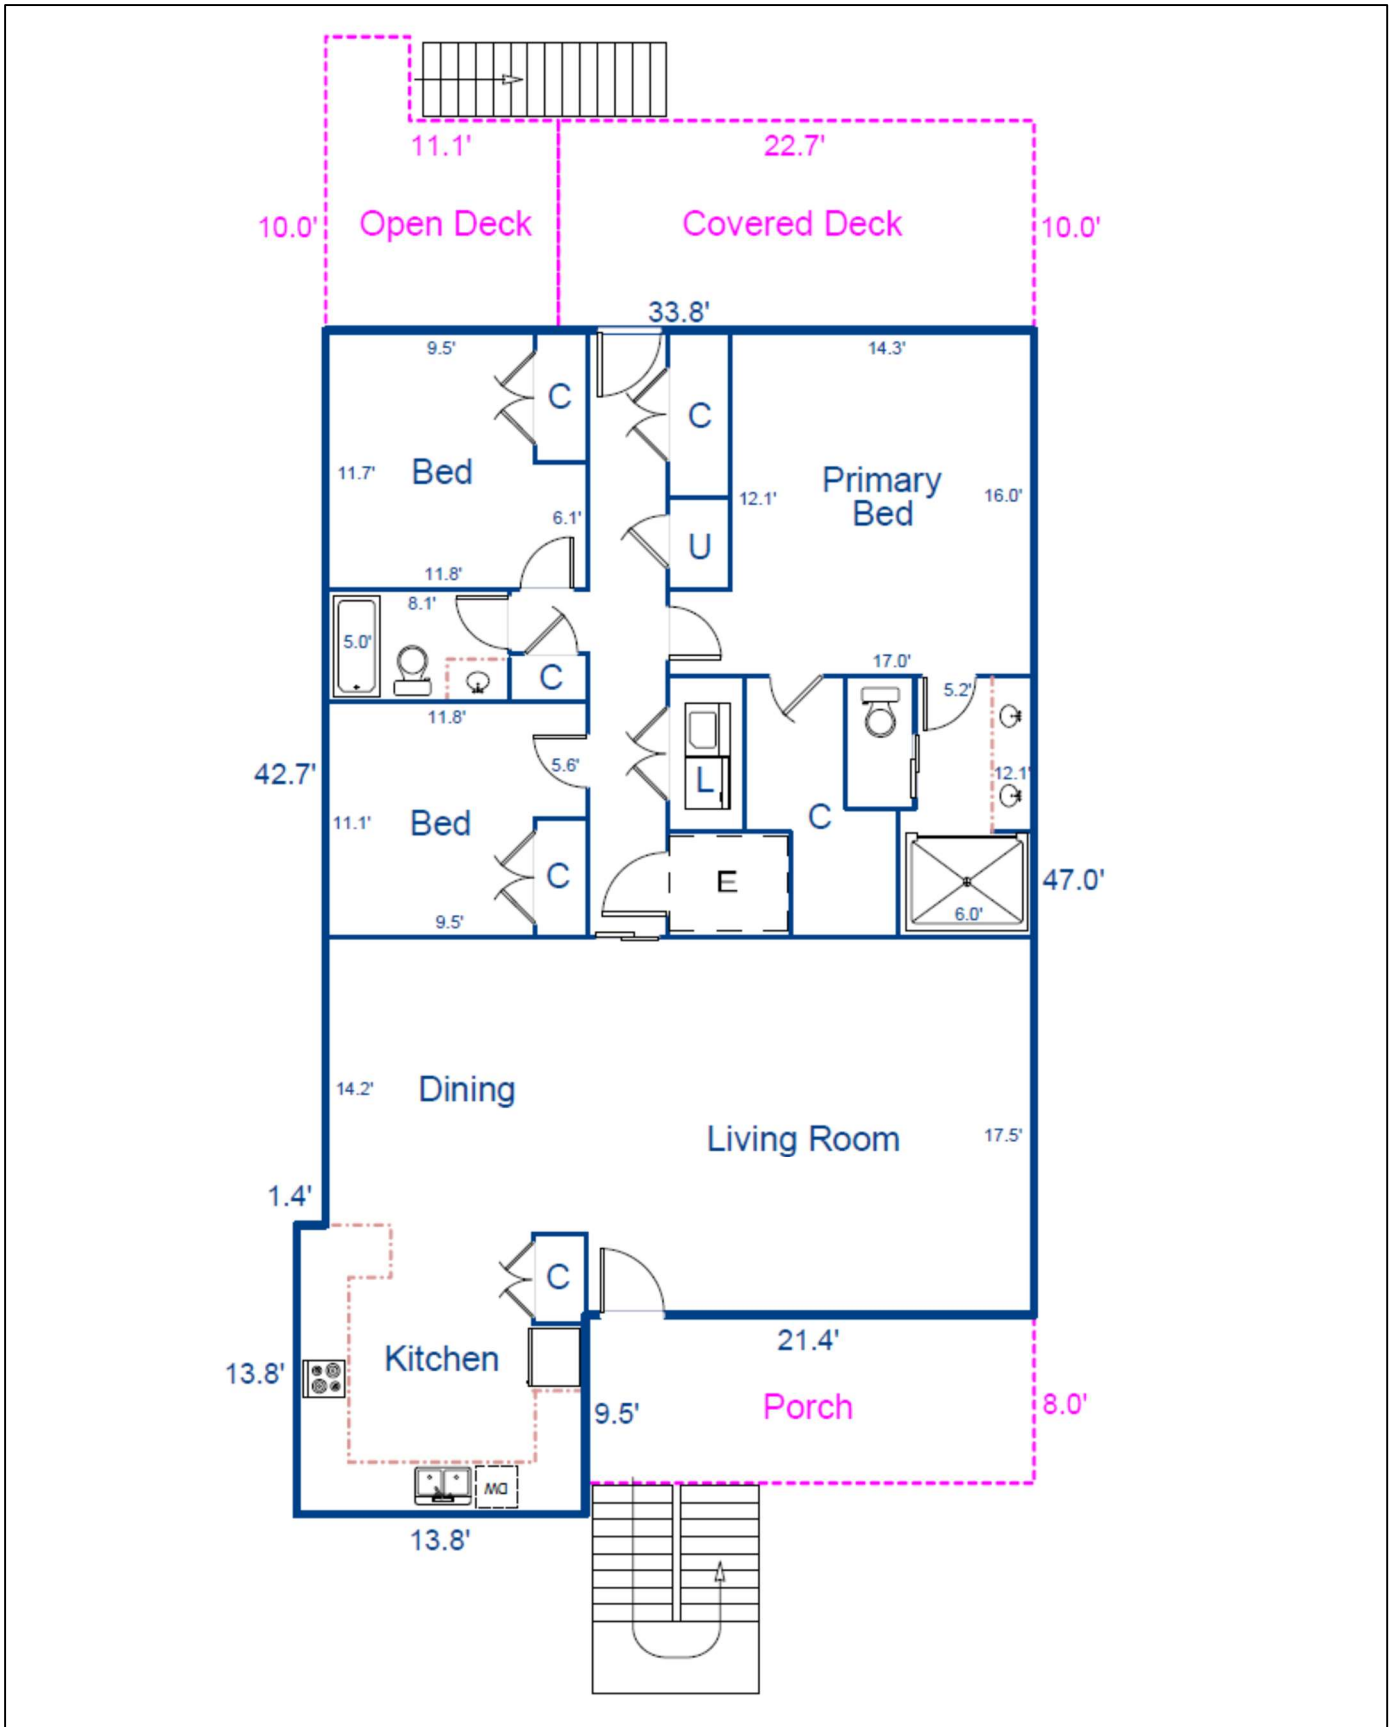 11.1'
22.7'
10.0'
Open Deck
Covered Deck
10.0'
33.8'
9.5'
14.3'
C
C
Bed
11.7'
Primary
Bed
12.1'
16.0'
6.1'
U
11.8'
8.1'
5.0'
C
17.0'
5.2'
11.8'
5.6'
42.7'
L
12.1'
11.1'
Bed
C
C
E
47.0'
9.5'
6.0'
14.2'
Dining
Living Room
17.5'
1.4'
C
13.8'
Kitchen
21.4'
9.5'
Porch
8.0'
DW
13.8'